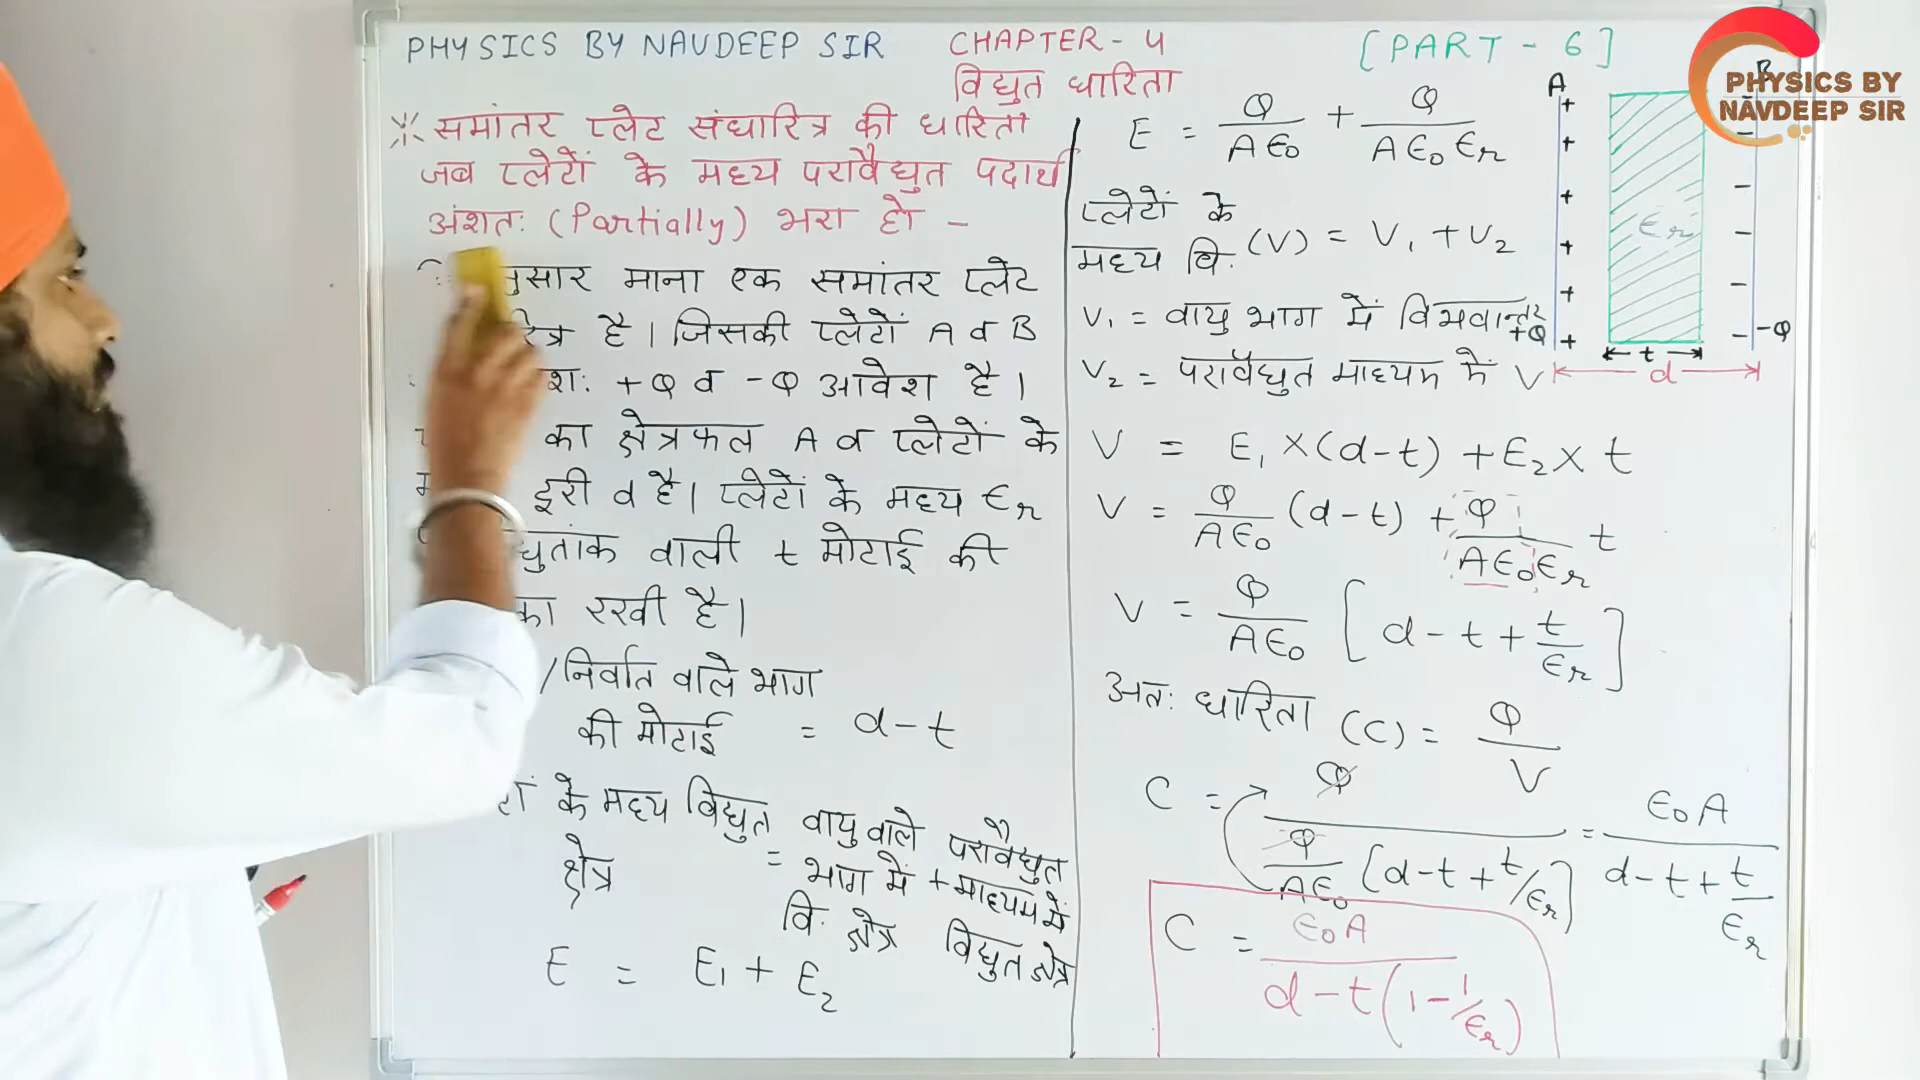 PHYSICS BY NAVDEEP SIR
CHAPTER - 4
विद्युत धारिता
[PART - 6]
PHYSICS BY
NAVDEEP SIR
समांतर प्लेट संधारित्र की धारिता
जब प्लेटों के मध्य परावैद्युत पदार्थ
अंशतः (Partially) भरा हो -
माना एक समांतर प्लेट
है। जिसकी प्लेटों A व B
+Q व -Q आवेश है।
का क्षेत्रफल A व प्लेटों के
दूरी d है। प्लेटों के मध्य ϵr
वाली t मोटाई की
रखी है।
/निर्वात वाले भाग
की मोटाई = d-t
के मध्य विद्युत क्षेत्र = वायु वाले भाग में वि. क्षेत्र + परावैद्युत माध्यम में विद्युत क्षेत्र
E = E₁ + E₂
E = Q/Aϵ₀ + Q/Aϵ₀ϵr
प्लेटों के
मध्य वि. (V) = V₁ + V₂
V₁ = वायु भाग में विभवान्तर
V₂ = परावैद्युत माध्यम में V
V = E₁ × (d-t) + E₂ × t
V = Q/Aϵ₀ (d-t) + Q/Aϵ₀ϵr t
V = Q/Aϵ₀ [d-t+t/ϵr]
अतः धारिता (C) = Q/V
C = Q/(Q/Aϵ₀ [d-t+t/ϵr]) = ϵ₀A/(d-t+t/ϵr)
C = ϵ₀A/(d-t(1-1/ϵr))
A
B
ϵr
+Q
-Q
t
d